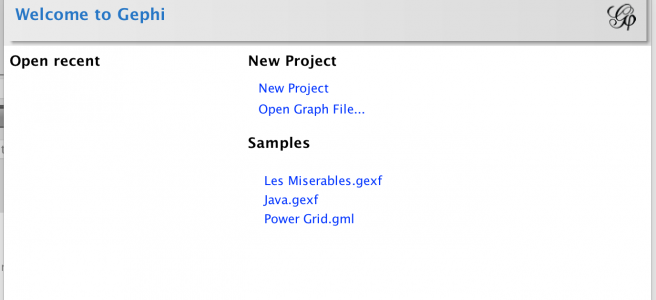 Welcome to Gephi
Open recent
New Project
New Project
Open Graph File...
Samples
Les Miserables.gexf
Java.gexf
Power Grid.gml